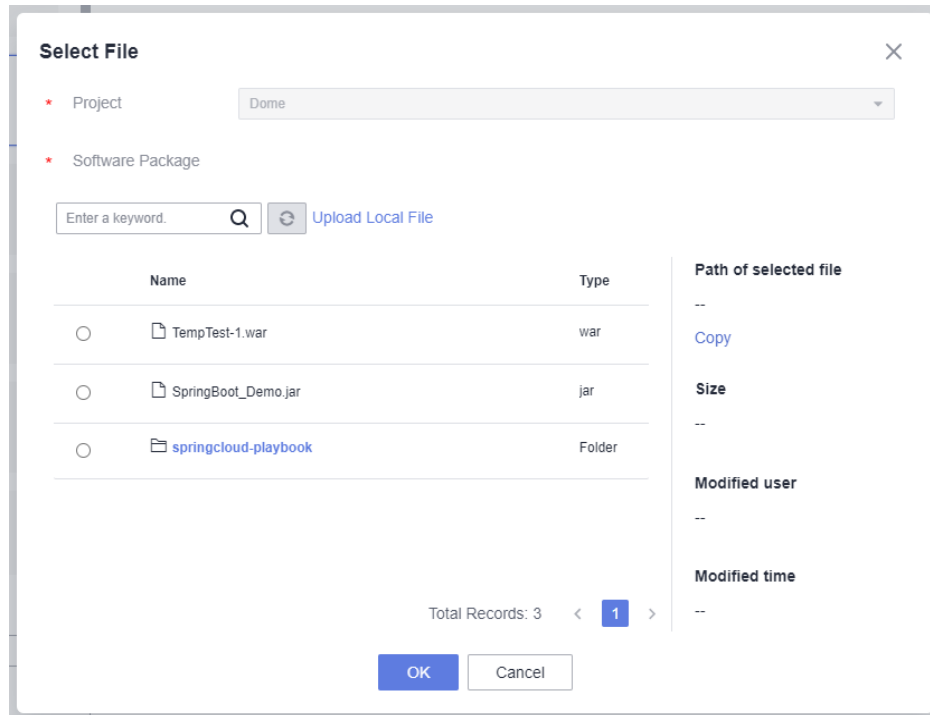 Select File
* Project
Dome
* Software Package
Enter a keyword.
Upload Local File
Name Type
TempTest-1.war war
SpringBoot_Demo.jar jar
springcloud-playbook Folder
Total Records: 3 < 1 >
Path of selected file
--
Copy
Size
--
Modified user
--
Modified time
--
OK Cancel